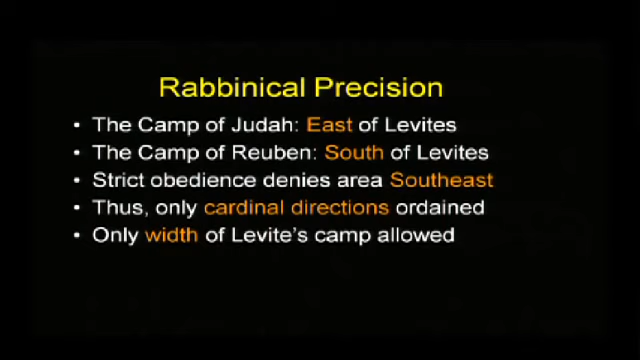 Rabbinical Precision
• The Camp of Judah: East of Levites
• The Camp of Reuben: South of Levites
• Strict obedience denies area Southeast
• Thus, only cardinal directions ordained
• Only width of Levite's camp allowed